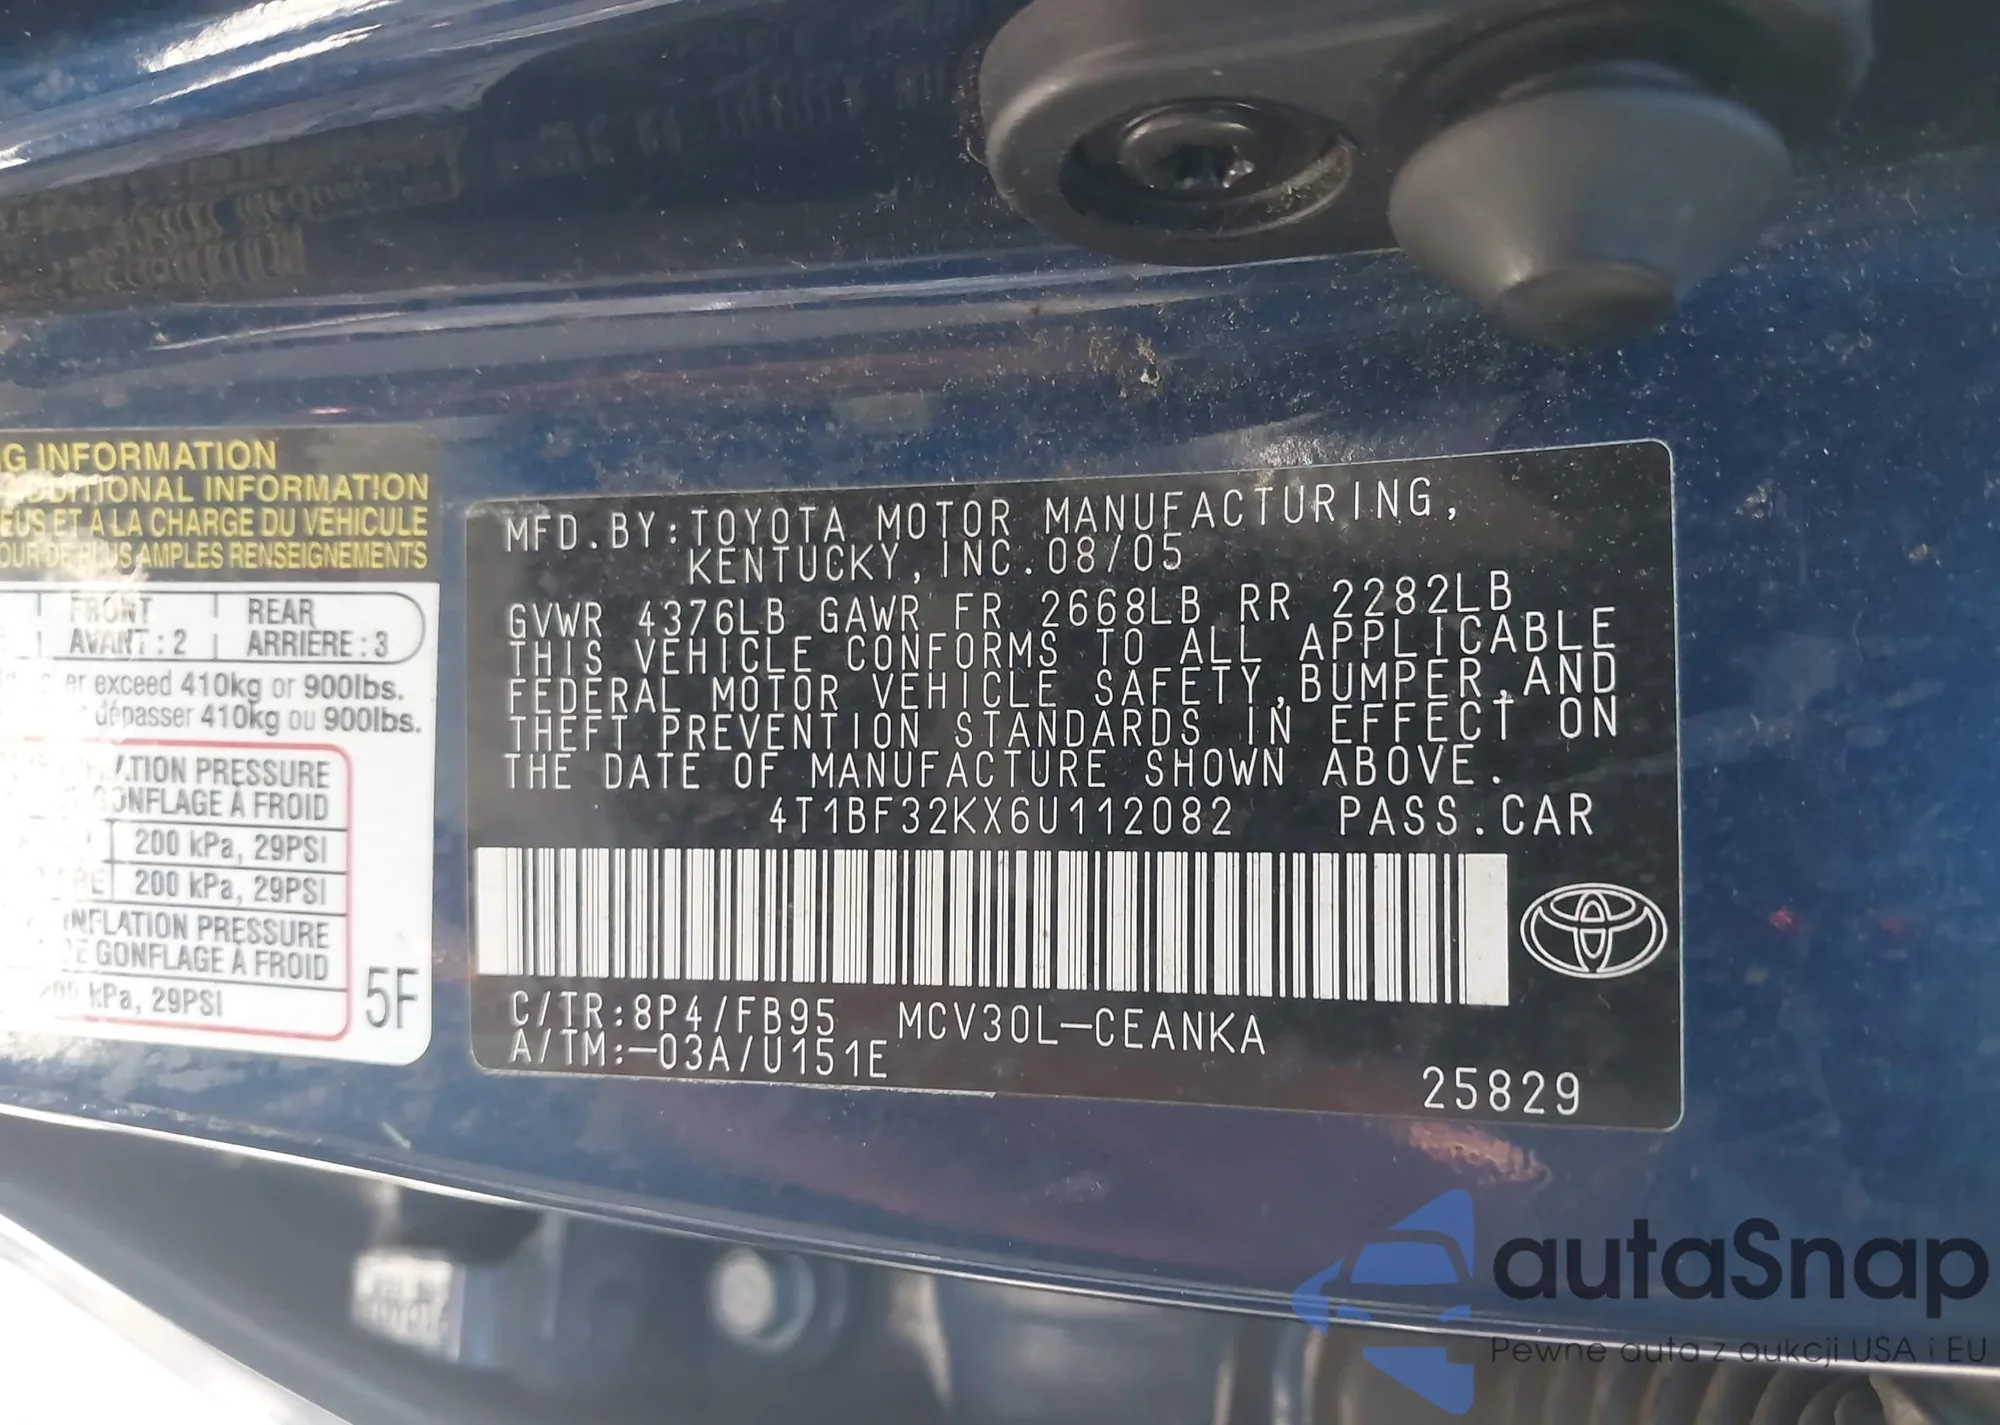 G INFORMATION
ADDITIONAL INFORMATION
EUS ET À LA CHARGE DU VÉHICULE
OUR DE PLUS AMPLES RENSEIGNEMENTS
FRONT REAR
AVANT : 2 ARRIÈRE : 3
er exceed 410kg or 900lbs.
dépasser 410kg ou 900lbs.
ATION PRESSURE
GONFLAGE À FROID
200 kPa, 29PSI
200 kPa, 29PSI
INFLATION PRESSURE
DE GONFLAGE À FROID
200 kPa, 29PSI
5F
MFD.BY:TOYOTA MOTOR MANUFACTURING,
KENTUCKY,INC.08/05
GVWR 4376LB GAWR FR 2668LB RR 2282LB
THIS VEHICLE CONFORMS TO ALL APPLICABLE
FEDERAL MOTOR VEHICLE SAFETY,BUMPER,AND
THEFT PREVENTION STANDARDS IN EFFECT ON
THE DATE OF MANUFACTURE SHOWN ABOVE.
4T1BF32KX6U112082 PASS.CAR
C/TR:8P4/FB95 MCV30L-CEANKA
A/TM:-03A/U151E
25829
autaSnap
Pewne auta z aukcji USA i EU